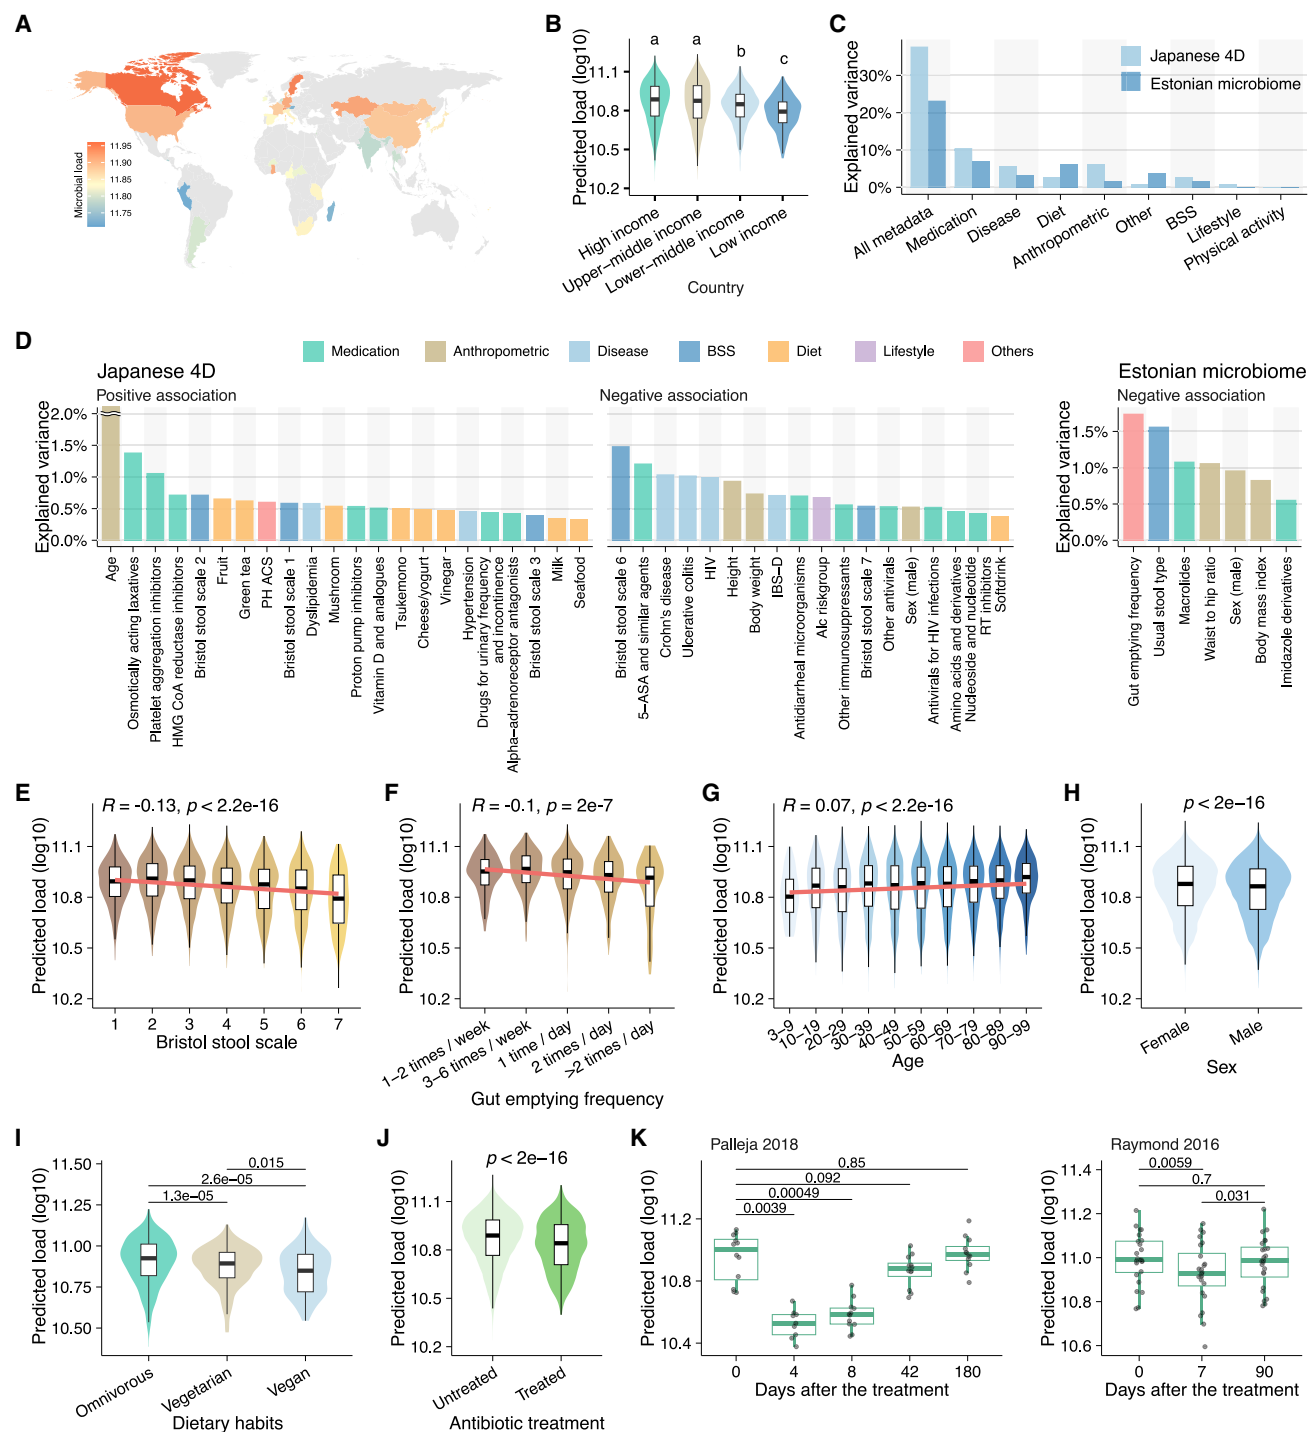 A
Microbial load
11.95
11.90
11.85
11.80
11.75
B
Predicted load (log10)
11.1
10.8
10.5
10.2
a
a
b
c
High income
Upper−middle income
Lower−middle income
Low income
Country
C
Explained variance
30%
20%
10%
0%
Japanese 4D
Estonian microbiome
All metadata
Medication
Disease
Diet
Anthropometric
Other
BSS
Lifestyle
Physical activity
D
Medication
Anthropometric
Disease
BSS
Diet
Lifestyle
Others
Japanese 4D
Positive association
Explained variance
2.0%
1.5%
1.0%
0.5%
0.0%
Age
Osmotically acting laxatives
Platelet aggregation inhibitors
HMG CoA reductase inhibitors
Bristol stool scale 2
Fruit
Green tea
PH ACS
Bristol stool scale 1
Dyslipidemia
Mushroom
Proton pump inhibitors
Vitamin D and analogues
Tsukemono
Cheese/yogurt
Vinegar
Hypertension
Drugs for urinary frequency
and incontinence
Alpha−adrenoreceptor antagonists
Bristol stool scale 3
Milk
Seafood
Negative association
Bristol stool scale 6
5−ASA and similar agents
Crohn's disease
Ulcerative colitis
HIV
Height
Body weight
IBS−D
Antidiarrheal microorganisms
Alc riskgroup
Other immunosuppressants
Bristol stool scale 7
Other antivirals
Sex (male)
Antivirals for HIV infections
Amino acids and derivatives
Nucleoside and nucleotide
RT inhibitors
Softdrink
Estonian microbiome
Negative association
Explained variance
1.5%
1.0%
0.5%
0.0%
Gut emptying frequency
Usual stool type
Macrolides
Waist to hip ratio
Sex (male)
Body mass index
Imidazole derivatives
E
R = -0.13, p < 2.2e-16
Predicted load (log10)
11.1
10.8
10.5
10.2
1 2 3 4 5 6 7
Bristol stool scale
F
R = -0.1, p = 2e-7
Predicted load (log10)
11.1
10.8
10.5
10.2
1−2 times / week
3−6 times / week
1 time / day
2 times / day
>2 times / day
Gut emptying frequency
G
R = 0.07, p < 2.2e-16
Predicted load (log10)
11.1
10.8
10.5
10.2
3−9
10−19
20−29
30−39
40−49
50−59
60−69
70−79
80−89
90−99
Age
H
p < 2e−16
Predicted load (log10)
11.1
10.8
10.5
10.2
Female
Male
Sex
I
Predicted load (log10)
11.50
11.25
11.00
10.75
10.50
0.015
2.6e−05
1.3e−05
Omnivorous
Vegetarian
Vegan
Dietary habits
J
p < 2e−16
Predicted load (log10)
11.1
10.8
10.5
10.2
Untreated
Treated
Antibiotic treatment
K
Palleja 2018
Predicted load (log10)
11.2
10.8
10.4
0.85
0.092
0.00049
0.0039
0 4 8 42 180
Days after the treatment
Raymond 2016
Predicted load (log10)
11.4
11.2
11.0
10.8
10.6
0.0059
0.7
0.031
0 7 90
Days after the treatment